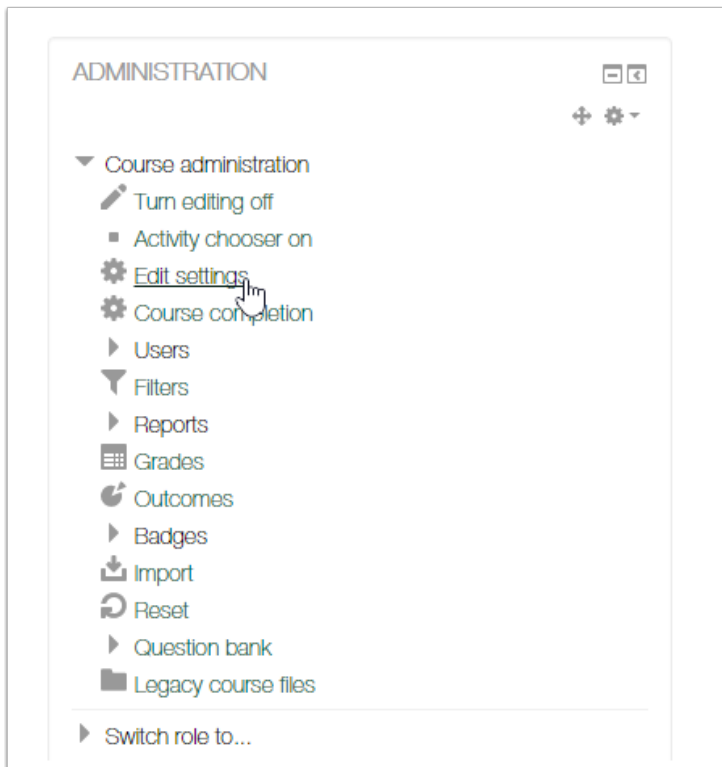 ADMINISTRATION
Course administration
Turn editing off
Activity chooser on
Edit settings
Course completion
Users
Filters
Reports
Grades
Outcomes
Badges
Import
Reset
Question bank
Legacy course files
Switch role to...